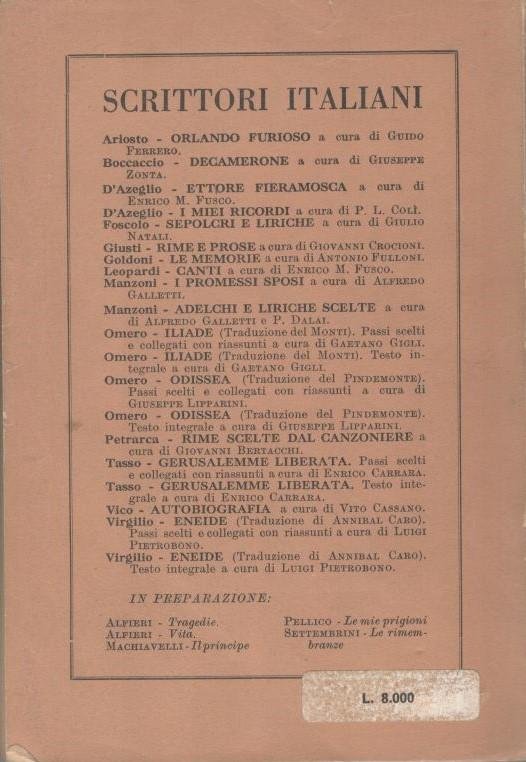 SCRITTORI ITALIANI
Ariosto - ORLANDO FURIOSO a cura di GUIDO
FERRERO.
Boccaccio - DECAMERONE a cura di GIUSEPPE
ZONTA.
D'Azeglio - ETTORE FIERAMOSCA a cura di
ENRICO M. FUSCO.
D'Azeglio - I MIEI RICORDI a cura di P. L. COLÌ.
Foscolo - SEPOLCRI E LIRICHE a cura di GIULIO
NATALI.
Giusti - RIME E PROSE a cura di GIOVANNI CROCIONI.
Goldoni - LE MEMORIE a cura di ANTONIO FULLONI.
Leopardi - CANTI a cura di ENRICO M. FUSCO.
Manzoni - I PROMESSI SPOSI a cura di ALFREDO
GALLETTI.
Manzoni - ADELCHI E LIRICHE SCELTE a cura
di ALFREDO GALLETTI e P. DALAI.
Omero - ILIADE (Traduzione del MONTI). Passi scelti
e collegati con riassunti a cura di GAETANO GIGLI.
Omero - ILIADE (Traduzione del MONTI). Testo in-
tegrale a cura di GAETANO GIGLI.
Omero - ODISSEA (Traduzione del PINDEMONTE).
Passi scelti e collegati con riassunti a cura di
GIUSEPPE LIPPARINI.
Omero - ODISSEA (Traduzione del PINDEMONTE).
Testo integrale a cura di GIUSEPPE LIPPARINI.
Petrarca - RIME SCELTE DAL CANZONIERE a
cura di GIOVANNI BERTACCHI.
Tasso - GERUSALEMME LIBERATA. Passi scelti
e collegati con riassunti a cura di ENRICO CARRARA.
Tasso - GERUSALEMME LIBERATA. Testo inte-
grale a cura di ENRICO CARRARA.
Vico - AUTOBIOGRAFIA a cura di VITO CASSANO.
Virgilio - ENEIDE (Traduzione di ANNIBAL CARO).
Passi scelti e collegati con riassunti a cura di LUIGI
PIETROBONO.
Virgilio - ENEIDE (Traduzione di ANNIBAL CARO).
Testo integrale a cura di LUIGI PIETROBONO.
IN PREPARAZIONE:
ALFIERI - Tragedie.
ALFIERI - Vita.
MACHIAVELLI - Il principe
PELLICO - Le mie prigioni
SETTEMBRINI - Le rimem-
branze
L. 8.000